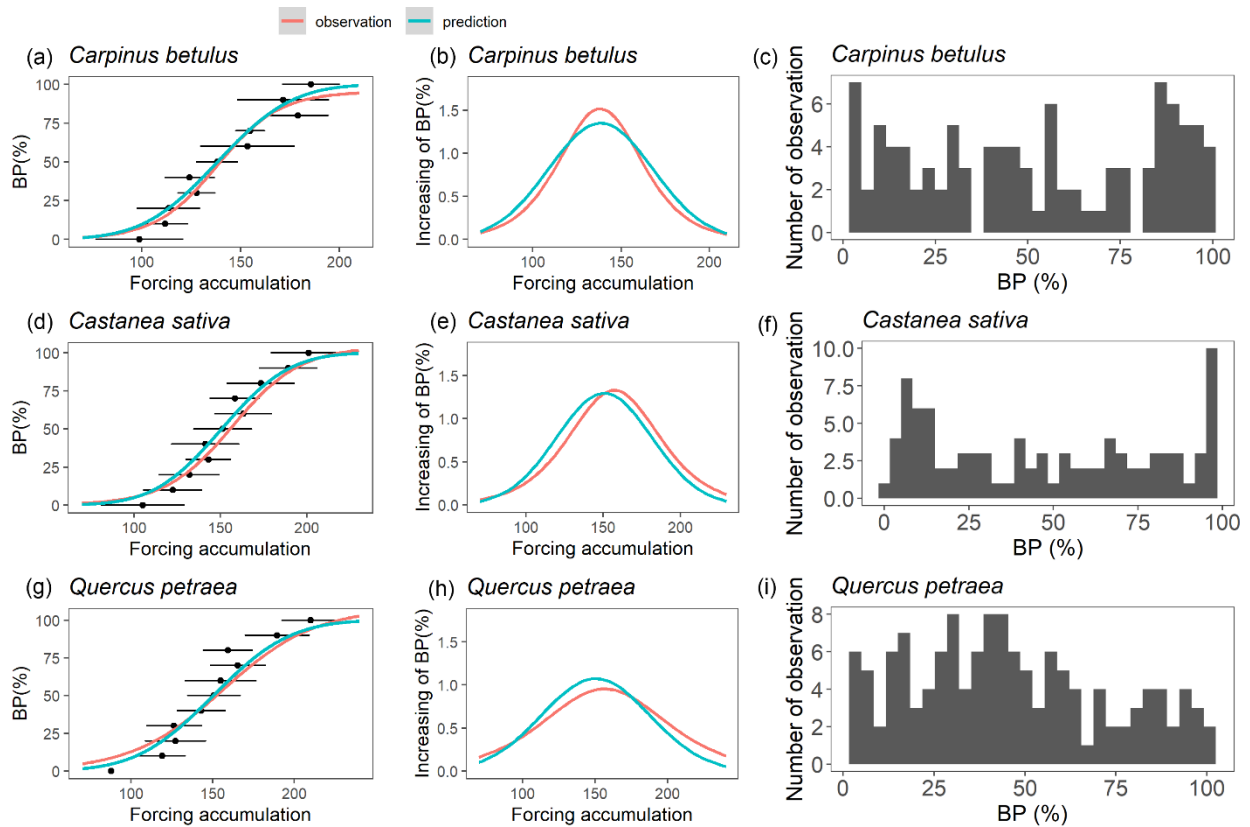 observation prediction
(a) Carpinus betulus
BP(%)
100
75
50
25
0
100 150 200
Forcing accumulation
(b) Carpinus betulus
Increasing of BP(%)
1.5
1.0
0.5
0.0
100 150 200
Forcing accumulation
(c) Carpinus betulus
Number of observation
6
4
2
0
0 25 50 75 100
BP (%)
(d) Castanea sativa
BP(%)
100
75
50
25
0
100 150 200
Forcing accumulation
(e) Castanea sativa
Increasing of BP(%)
1.5
1.0
0.5
0.0
100 150 200
Forcing accumulation
(f) Castanea sativa
Number of observation
10.0
7.5
5.0
2.5
0.0
0 25 50 75 100
BP (%)
(g) Quercus petraea
BP(%)
100
75
50
25
0
100 150 200
Forcing accumulation
(h) Quercus petraea
Increasing of BP(%)
1.5
1.0
0.5
0.0
100 150 200
Forcing accumulation
(i) Quercus petraea
Number of observation
8
6
4
2
0
0 25 50 75 100
BP (%)